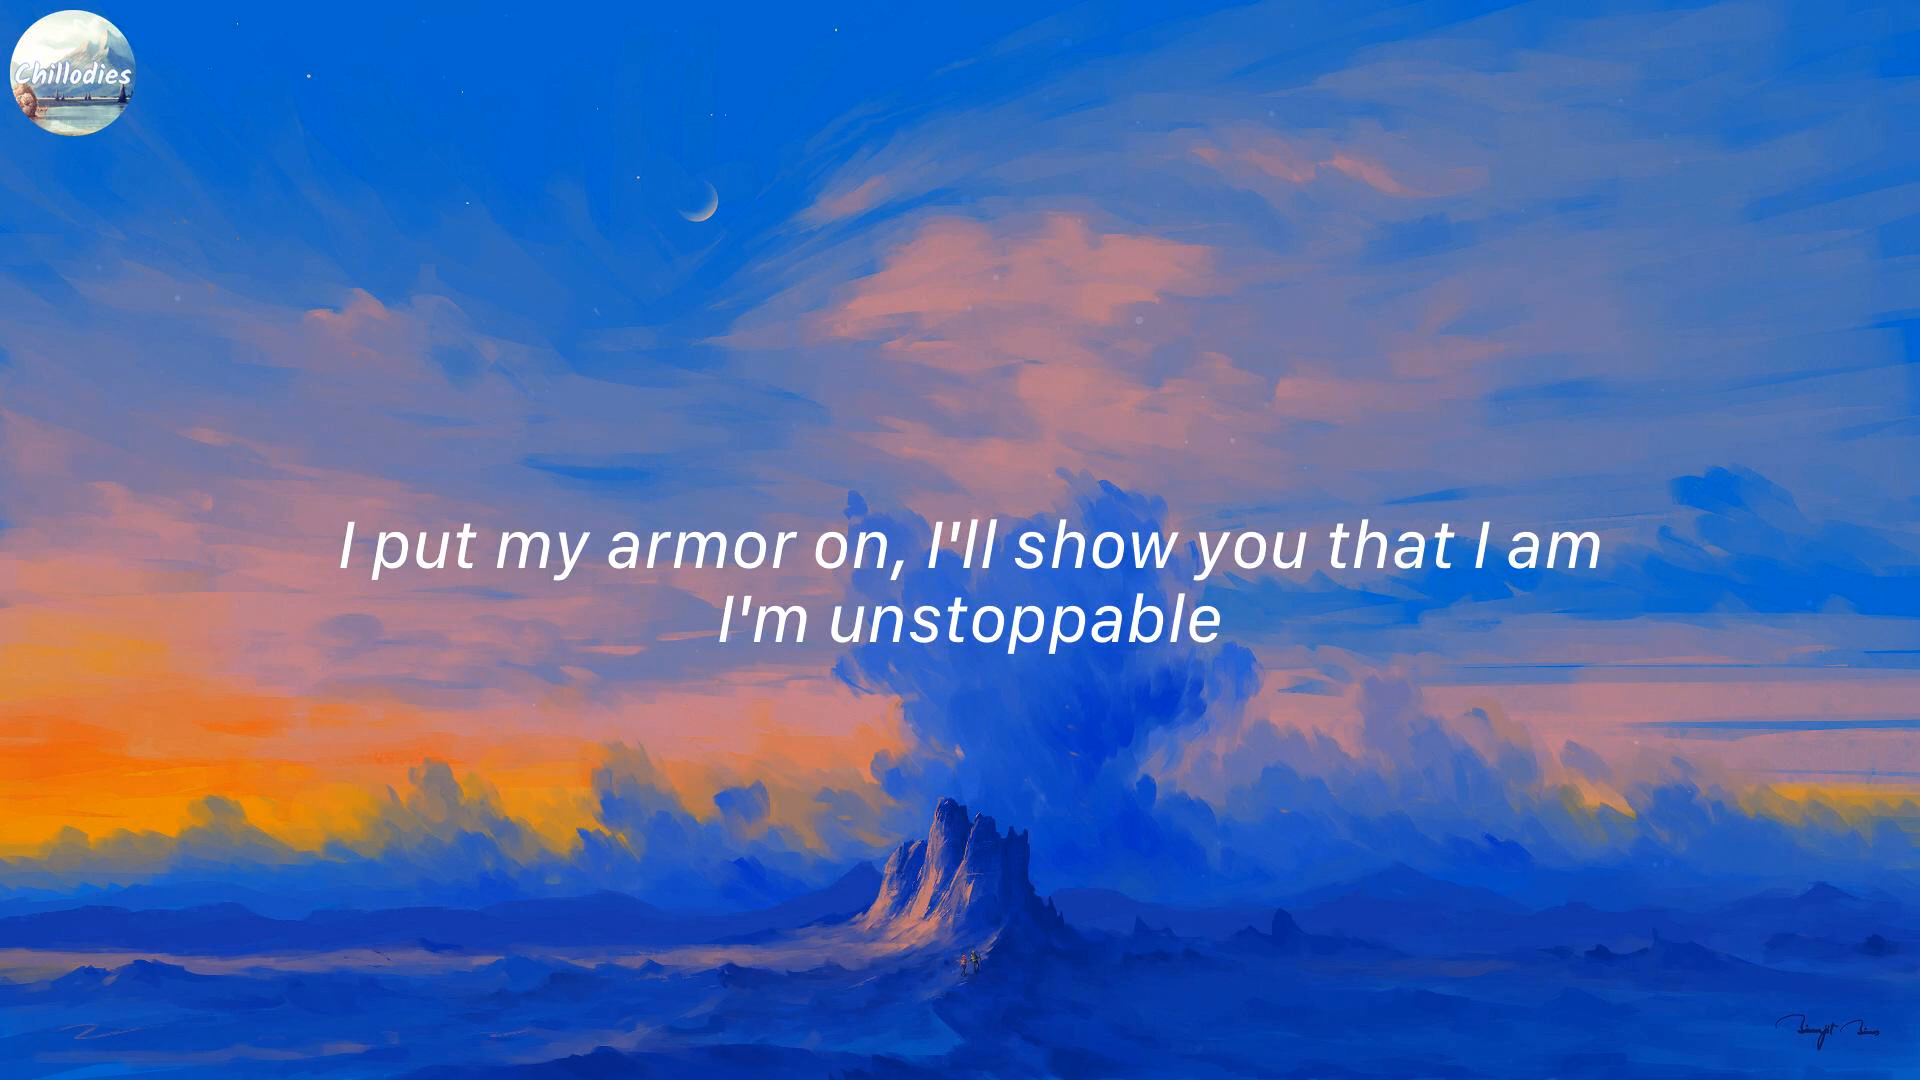 Chillodies
I put my armor on, I'll show you that I am
I'm unstoppable